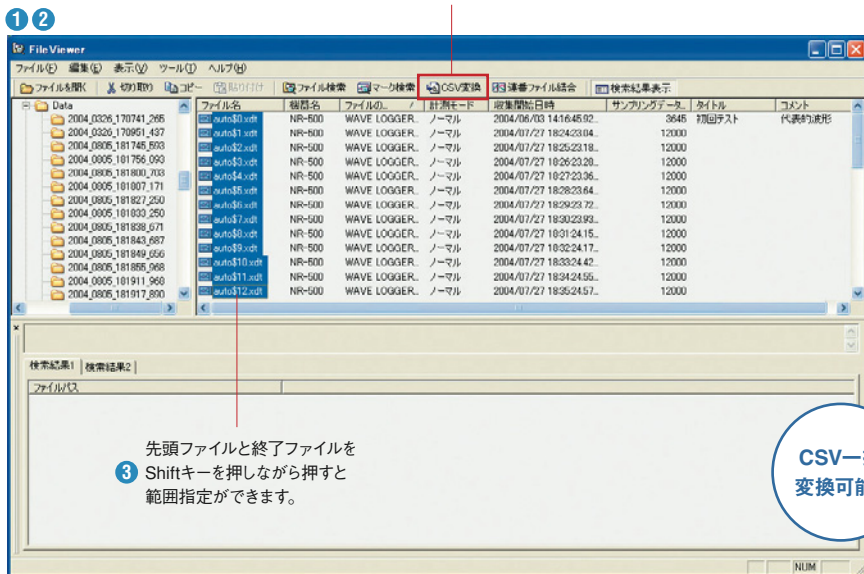 1 2
FileViewer
ファイル(F) 編集(E) 表示(V) ツール(T) ヘルプ(H)
ファイルを開く 切り取り コピー 貼り付け ファイル検索 マーク検索 CSV変換 連番ファイル結合 検索結果表示
Data
2004_0326_170741_265
2004_0326_170951_437
2004_0805_181745_593
2004_0805_181756_093
2004_0805_181800_703
2004_0805_181807_171
2004_0805_181827_250
2004_0805_181833_250
2004_0805_181838_671
2004_0805_181843_687
2004_0805_181849_656
2004_0805_181855_968
2004_0805_181911_968
2004_0805_181917_890
ファイル名 機器名 ファイルの... / 計測モード 収集開始日時 サンプリングデータ... タイトル コメント
auto$0.xdt NR-500 WAVE LOGGER... ノーマル 2004/06/03 14:16:45.92... 3645 初回テスト 代表的波形
auto$1.xdt NR-500 WAVE LOGGER... ノーマル 2004/07/27 18:24:23.04... 12000
auto$2.xdt NR-500 WAVE LOGGER... ノーマル 2004/07/27 18:25:23.18... 12000
auto$3.xdt NR-500 WAVE LOGGER... ノーマル 2004/07/27 18:26:23.28... 12000
auto$4.xdt NR-500 WAVE LOGGER... ノーマル 2004/07/27 18:27:23.36... 12000
auto$5.xdt NR-500 WAVE LOGGER... ノーマル 2004/07/27 18:28:23.64... 12000
auto$6.xdt NR-500 WAVE LOGGER... ノーマル 2004/07/27 18:29:23.72... 12000
auto$7.xdt NR-500 WAVE LOGGER... ノーマル 2004/07/27 18:30:23.93... 12000
auto$8.xdt NR-500 WAVE LOGGER... ノーマル 2004/07/27 18:31:24.15... 12000
auto$9.xdt NR-500 WAVE LOGGER... ノーマル 2004/07/27 18:32:24.17... 12000
auto$10.xdt NR-500 WAVE LOGGER... ノーマル 2004/07/27 18:33:24.42... 12000
auto$11.xdt NR-500 WAVE LOGGER... ノーマル 2004/07/27 18:34:24.55... 12000
auto$12.xdt NR-500 WAVE LOGGER... ノーマル 2004/07/27 18:35:24.57... 12000
検索結果1 検索結果2
ファイルパス
先頭ファイルと終了ファイルを
3 Shiftキーを押しながら押すと
範囲指定ができます。
CSV一
変換可
NUM